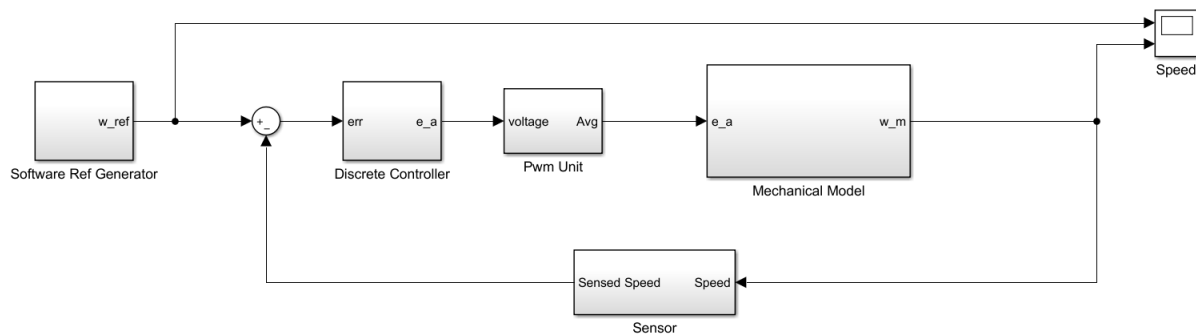 Speed
w_ref
Software Ref Generator
+
_
err
e_a
Discrete Controller
voltage
Avg
Pwm Unit
e_a
w_m
Mechanical Model
Sensed Speed
Speed
Sensor